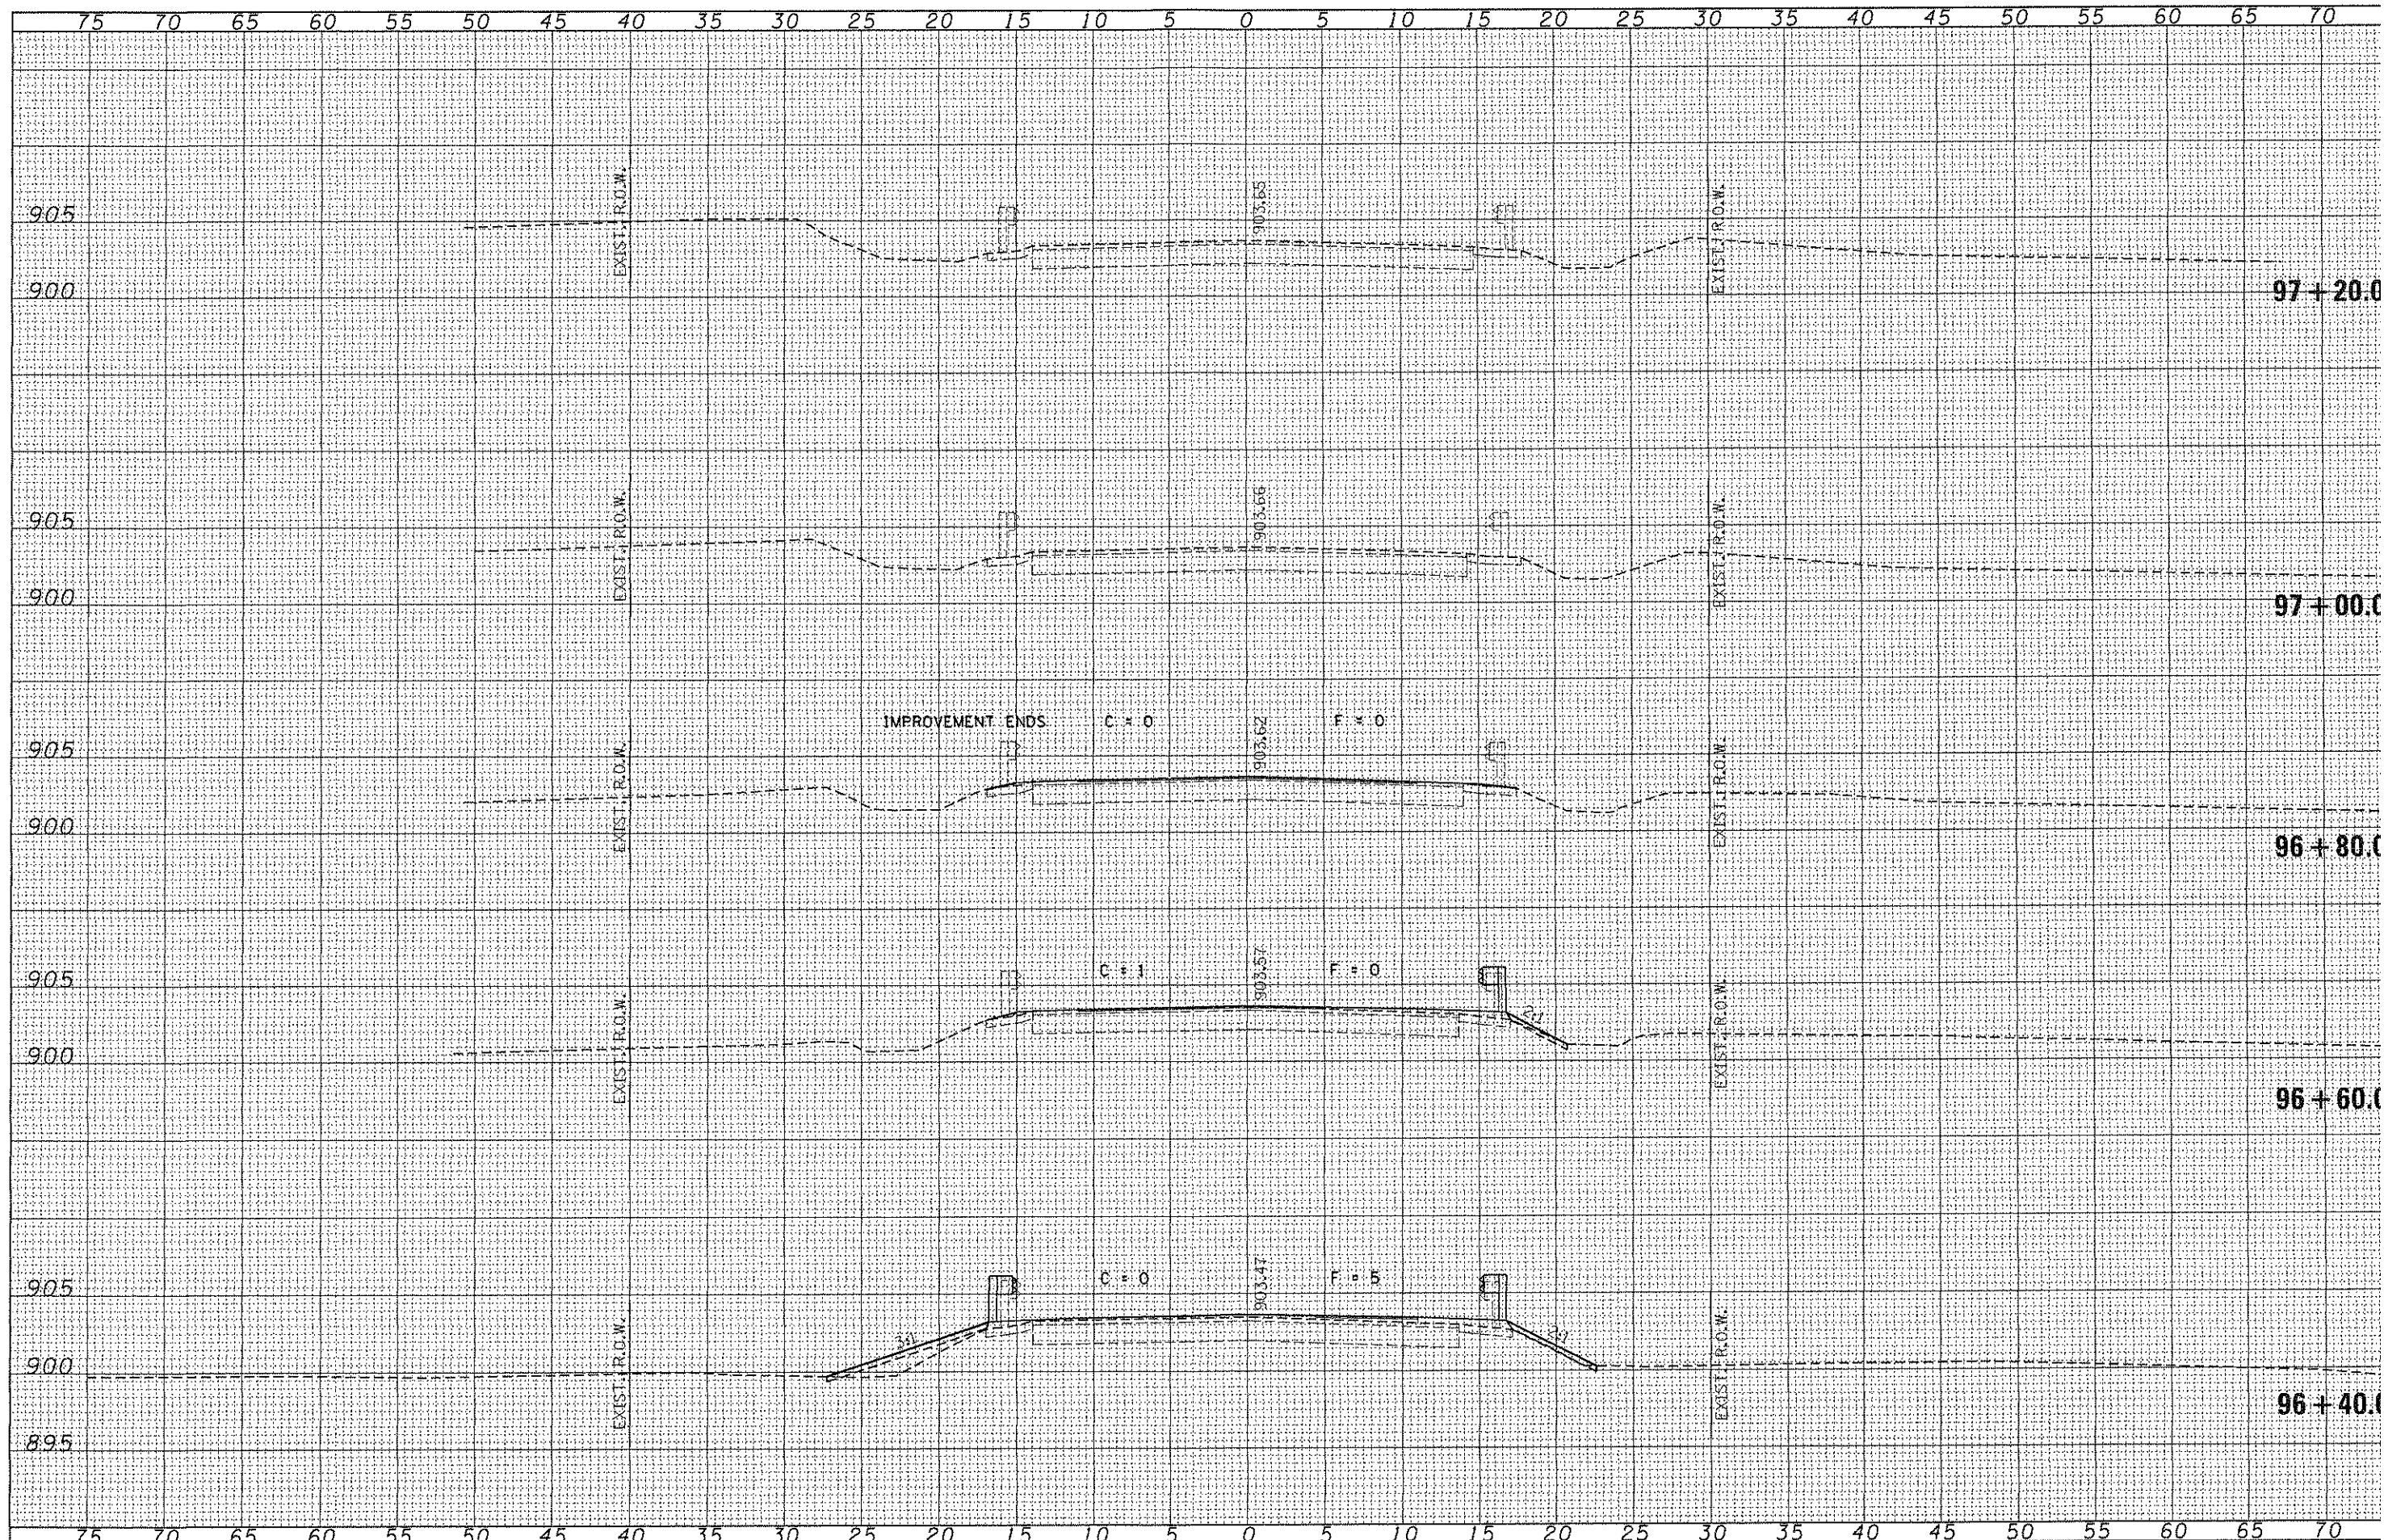 75 70 65 60 55 50 45 40 35 30 25 20 15 10 5 0 5 10 15 20 25 30 35 40 45 50 55 60 65 70
905
EXIST. R.O.W.
903.65
EXIST. R.O.W.
900
97 + 20.0
905
EXIST. R.O.W.
903.66
EXIST. R.O.W.
900
97 + 00.0
IMPROVEMENT ENDS C = 0 F = 0
905
EXIST. R.O.W.
903.62
EXIST. R.O.W.
900
96 + 80.0
C = 1 F = 0
905
EXIST. R.O.W.
903.57
2:1
EXIST. R.O.W.
900
96 + 60.0
C = 0 F = 5
905
EXIST. R.O.W.
3:1
903.47
2:1
EXIST. R.O.W.
900
96 + 40.0
895
75 70 65 60 55 50 45 40 35 30 25 20 15 10 5 0 5 10 15 20 25 30 35 40 45 50 55 60 65 70